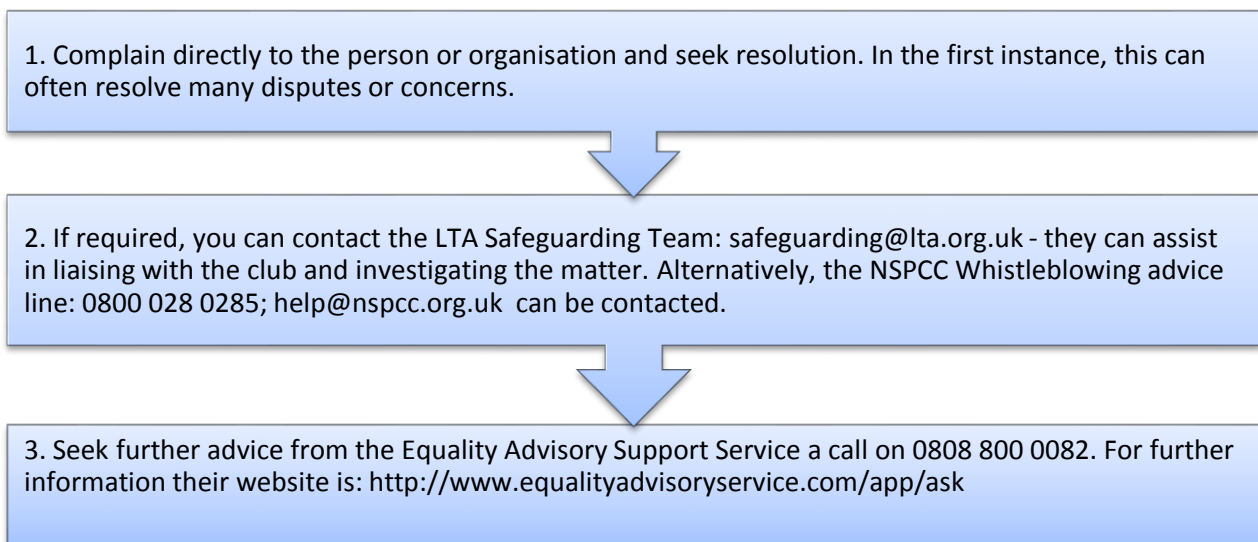 1. Complain directly to the person or organisation and seek resolution. In the first instance, this can
often resolve many disputes or concerns.
2. If required, you can contact the LTA Safeguarding Team: safeguarding@lta.org.uk - they can assist
in liaising with the club and investigating the matter. Alternatively, the NSPCC Whistleblowing advice
line: 0800 028 0285; help@nspcc.org.uk  can be contacted.
3. Seek further advice from the Equality Advisory Support Service a call on 0808 800 0082. For further
information their website is: http://www.equalityadvisoryservice.com/app/ask